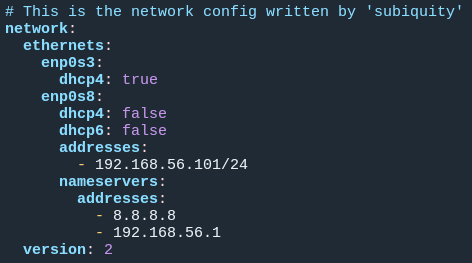 # This is the network config written by 'subiquity'
network:
  ethernets:
    enp0s3:
      dhcp4: true
    enp0s8:
      dhcp4: false
      dhcp6: false
      addresses:
        - 192.168.56.101/24
      nameservers:
        addresses:
          - 8.8.8.8
          - 192.168.56.1
  version: 2